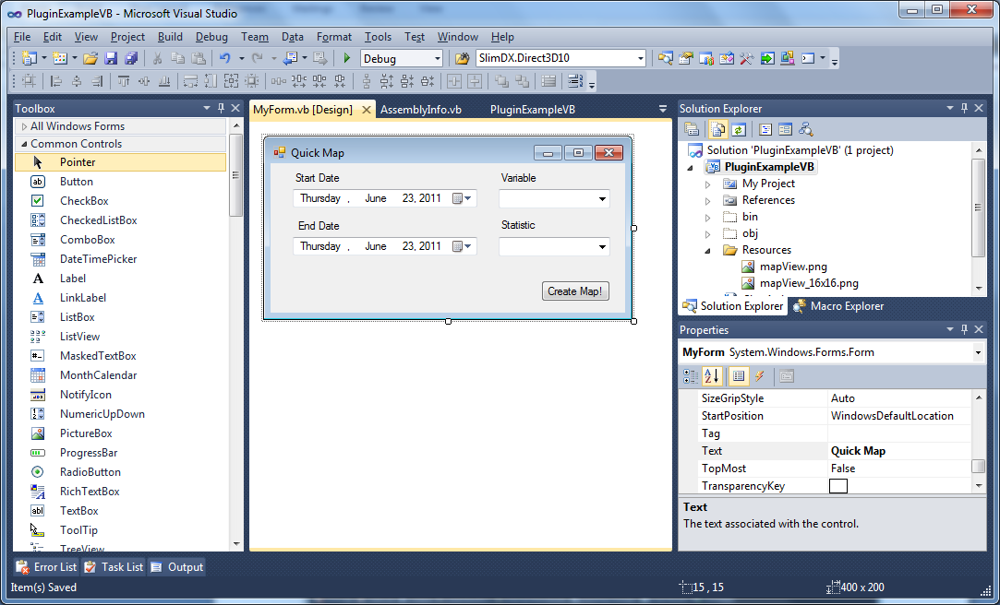 PluginExampleVB - Microsoft Visual Studio
File Edit View Project Build Debug Team Data Format Tools Test Window Help
Debug SlimDX.Direct3D10
Toolbox
All Windows Forms
Common Controls
Pointer
Button
CheckBox
CheckedListBox
ComboBox
DateTimePicker
Label
LinkLabel
ListBox
ListView
MaskedTextBox
MonthCalendar
NotifyIcon
NumericUpDown
PictureBox
ProgressBar
RadioButton
RichTextBox
TextBox
ToolTip
TreeView
MyForm.vb [Design] AssemblyInfo.vb PluginExampleVB
Quick Map
Start Date Variable
Thursday , June 23, 2011
End Date Statistic
Thursday , June 23, 2011
Create Map!
Solution Explorer
Solution 'PluginExampleVB' (1 project)
PluginExampleVB
My Project
References
bin
obj
Resources
mapView.png
mapView_16x16.png
Solution Explorer Macro Explorer
Properties
MyForm System.Windows.Forms.Form
SizeGripStyle Auto
StartPosition WindowsDefaultLocation
Tag
Text Quick Map
TopMost False
TransparencyKey
Text
The text associated with the control.
Error List Task List Output
Item(s) Saved 15 , 15 400 x 200